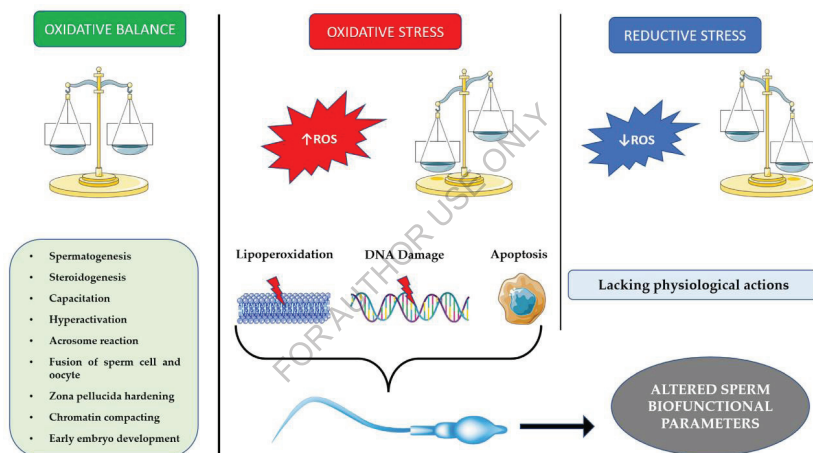 OXIDATIVE BALANCE
OXIDATIVE STRESS
REDUCTIVE STRESS
↑ROS
↓ROS
• Spermatogenesis
• Steroidogenesis
• Capacitation
• Hyperactivation
• Acrosome reaction
• Fusion of sperm cell and
oocyte
• Zona pellucida hardening
• Chromatin compacting
• Early embryo development
Lipoperoxidation
DNA Damage
Apoptosis
Lacking physiological actions
ALTERED SPERM
BIOFUNCTIONAL
PARAMETERS
FOR AUTHOR USE ONLY